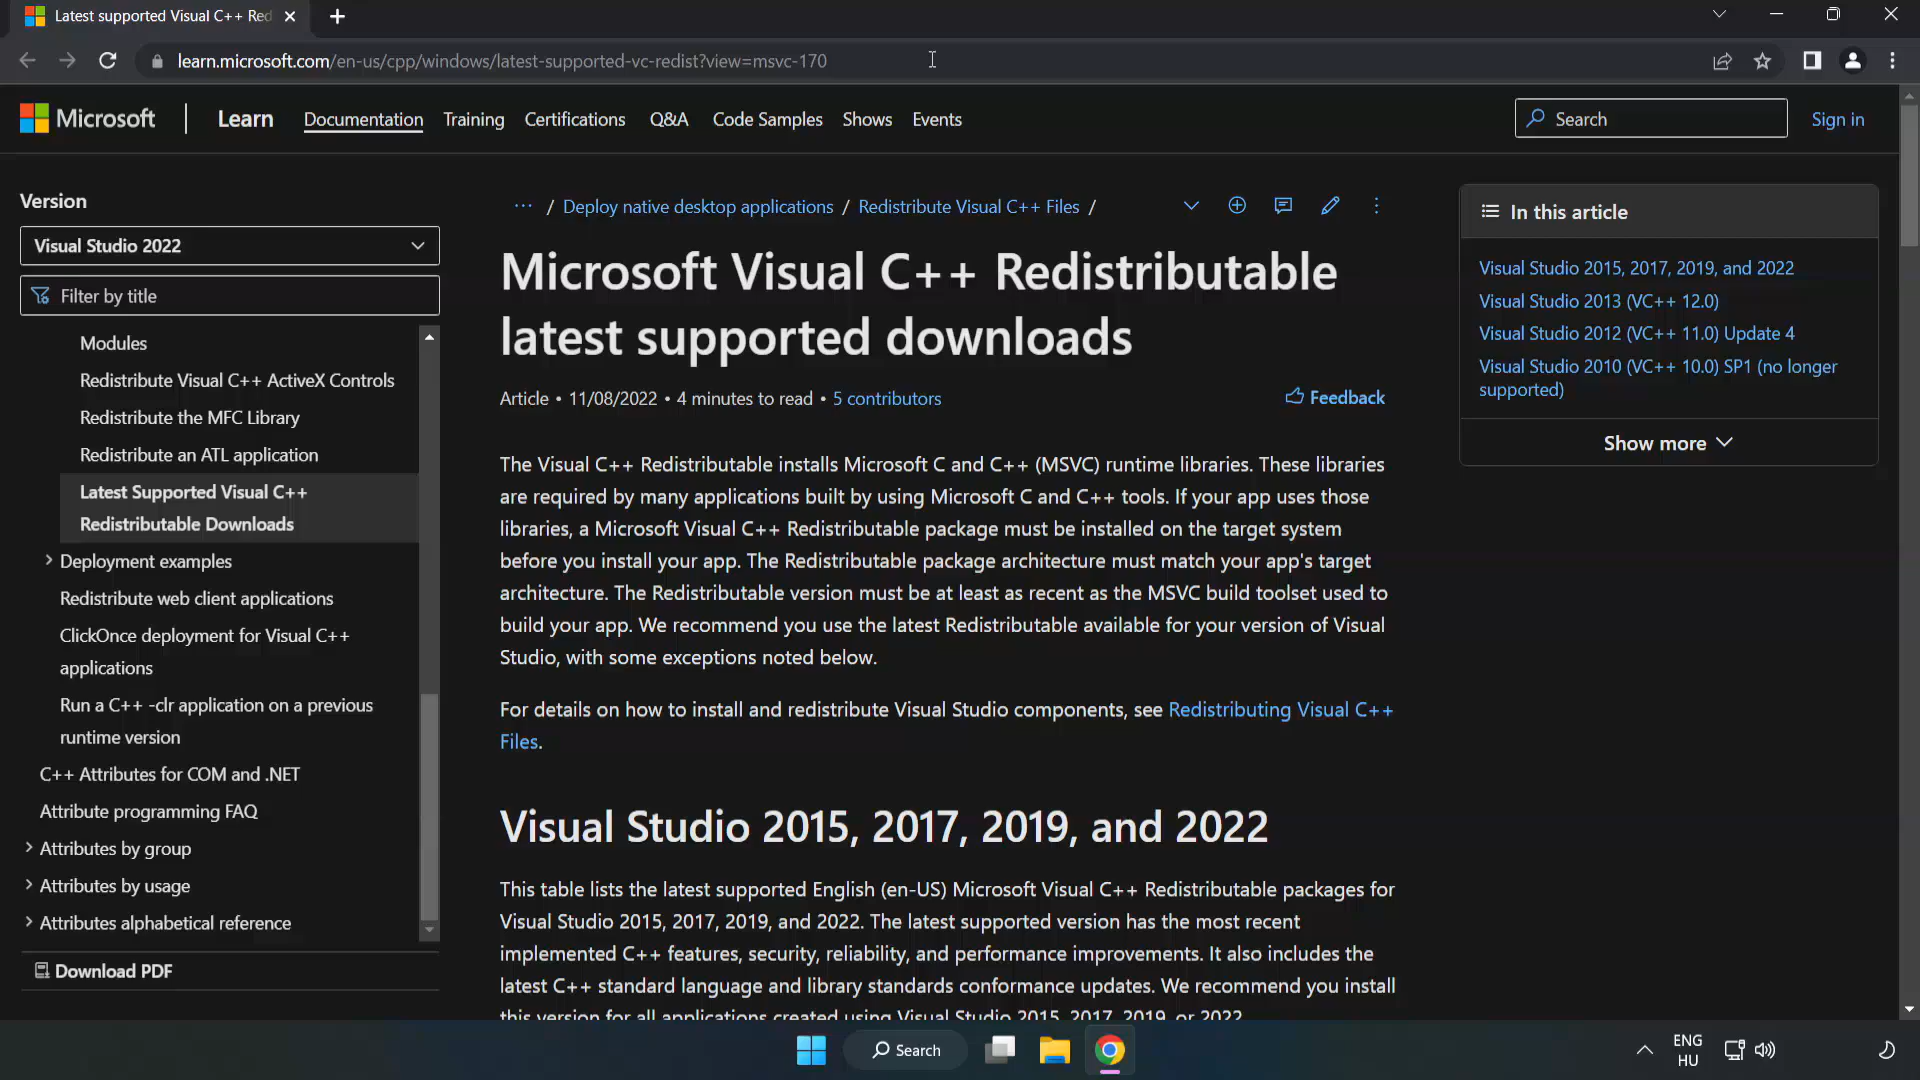 Latest supported Visual C++ Red
learn.microsoft.com/en-us/cpp/windows/latest-supported-vc-redist?view=msvc-170
Microsoft
Learn
Documentation
Training
Certifications
Q&A
Code Samples
Shows
Events
Search
Sign in
Version
Visual Studio 2022
Filter by title
Modules
Redistribute Visual C++ ActiveX Controls
Redistribute the MFC Library
Redistribute an ATL application
Latest Supported Visual C++
Redistributable Downloads
Deployment examples
Redistribute web client applications
ClickOnce deployment for Visual C++
applications
Run a C++ -clr application on a previous
runtime version
C++ Attributes for COM and .NET
Attribute programming FAQ
Attributes by group
Attributes by usage
Attributes alphabetical reference
Download PDF
··· / Deploy native desktop applications / Redistribute Visual C++ Files /
Microsoft Visual C++ Redistributable
latest supported downloads
Article • 11/08/2022 • 4 minutes to read • 5 contributors
Feedback
The Visual C++ Redistributable installs Microsoft C and C++ (MSVC) runtime libraries. These libraries
are required by many applications built by using Microsoft C and C++ tools. If your app uses those
libraries, a Microsoft Visual C++ Redistributable package must be installed on the target system
before you install your app. The Redistributable package architecture must match your app's target
architecture. The Redistributable version must be at least as recent as the MSVC build toolset used to
build your app. We recommend you use the latest Redistributable available for your version of Visual
Studio, with some exceptions noted below.
For details on how to install and redistribute Visual Studio components, see Redistributing Visual C++
Files.
Visual Studio 2015, 2017, 2019, and 2022
This table lists the latest supported English (en-US) Microsoft Visual C++ Redistributable packages for
Visual Studio 2015, 2017, 2019, and 2022. The latest supported version has the most recent
implemented C++ features, security, reliability, and performance improvements. It also includes the
latest C++ standard language and library standards conformance updates. We recommend you install
this version for all applications created using Visual Studio 2015, 2017, 2019, or 2022.
In this article
Visual Studio 2015, 2017, 2019, and 2022
Visual Studio 2013 (VC++ 12.0)
Visual Studio 2012 (VC++ 11.0) Update 4
Visual Studio 2010 (VC++ 10.0) SP1 (no longer
supported)
Show more
Search
ENG
HU